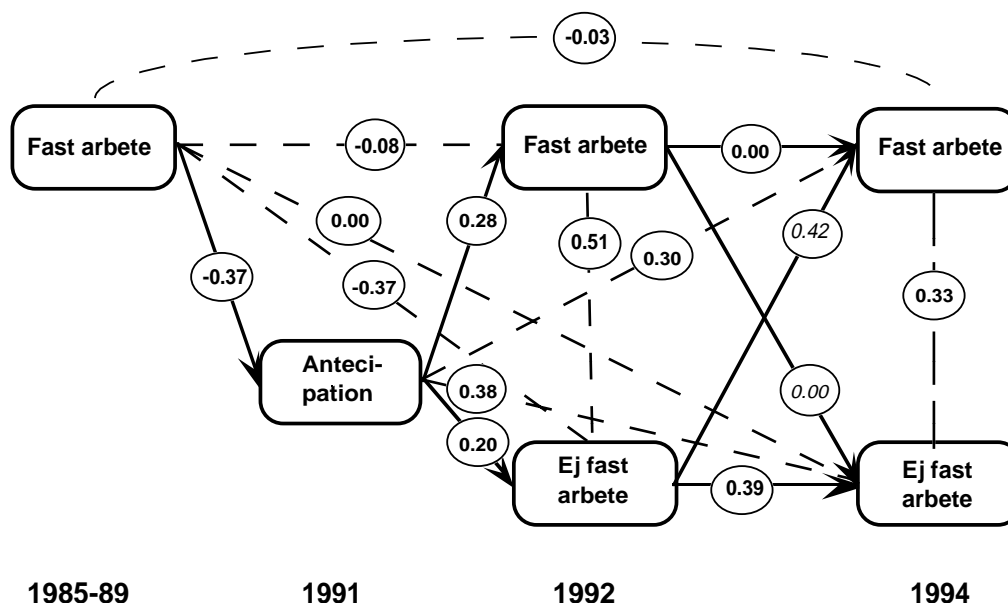 -0.03
Fast arbete
-0.08
Fast arbete
0.00
Fast arbete
0.00
0.28
0.51
0.30
0.42
-0.37
-0.37
0.33
Anteci-
pation
0.38
0.00
0.20
Ej fast
arbete
0.39
Ej fast
arbete
1985-89
1991
1992
1994